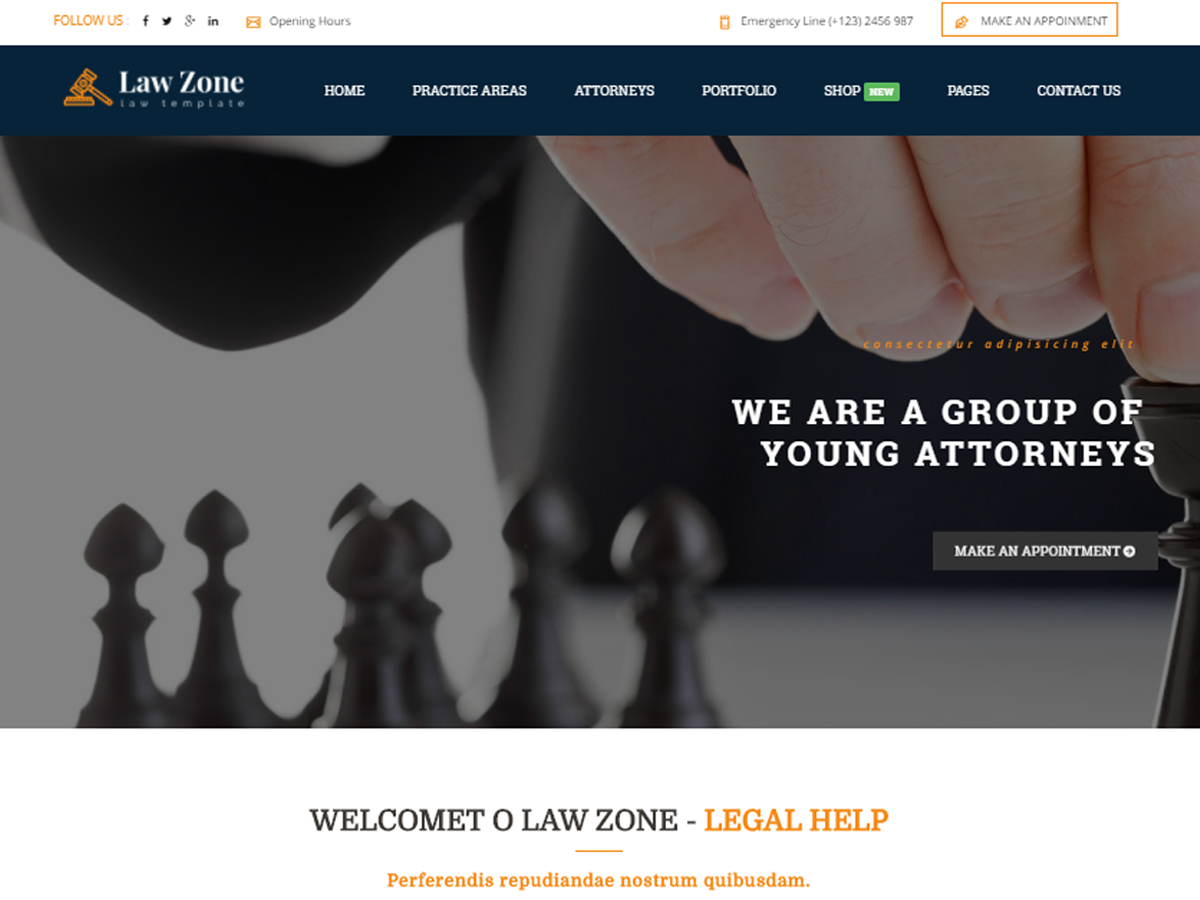 FOLLOW US :
Opening Hours
Emergency Line (+123) 2456 987
MAKE AN APPOINMENT
Law Zone
law template
HOME
PRACTICE AREAS
ATTORNEYS
PORTFOLIO
SHOP NEW
PAGES
CONTACT US
consectetur adipisicing elit
WE ARE A GROUP OF
YOUNG ATTORNEYS
MAKE AN APPOINTMENT
WELCOMET O LAW ZONE - LEGAL HELP
Perferendis repudiandae nostrum quibusdam.